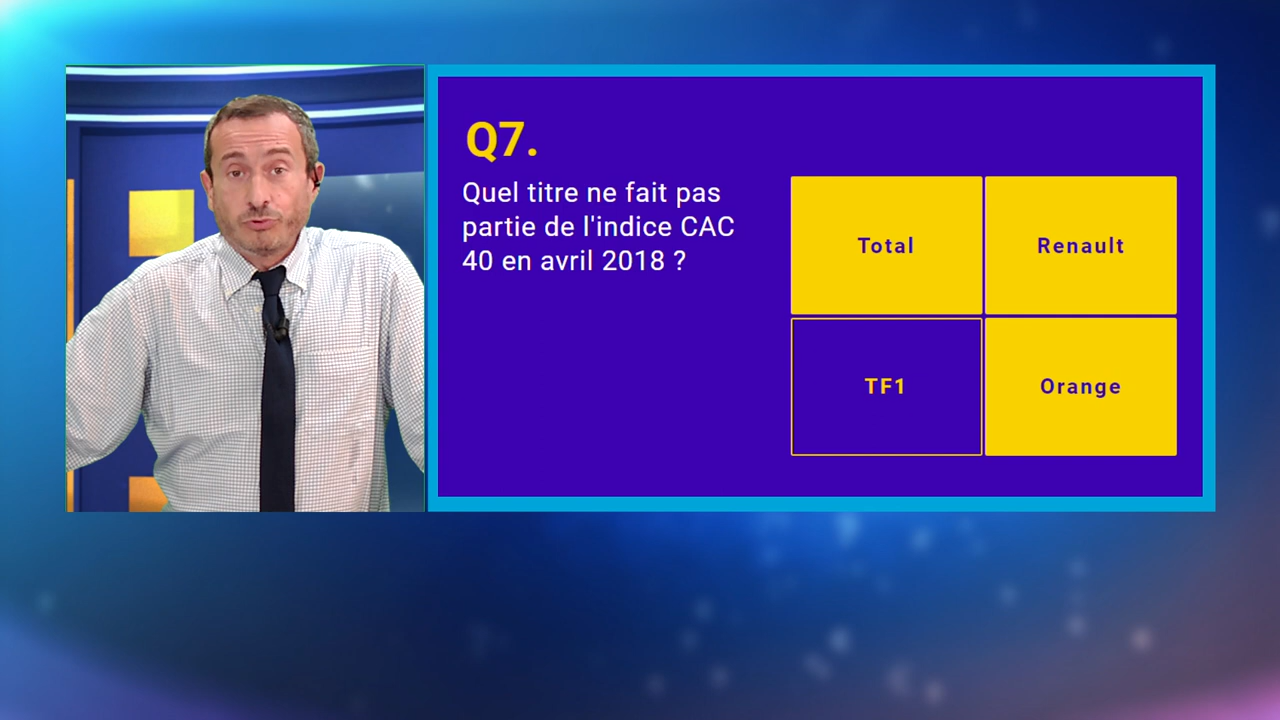 Q7.
Quel titre ne fait pas
partie de l'indice CAC
40 en avril 2018 ?
Total
Renault
TF1
Orange